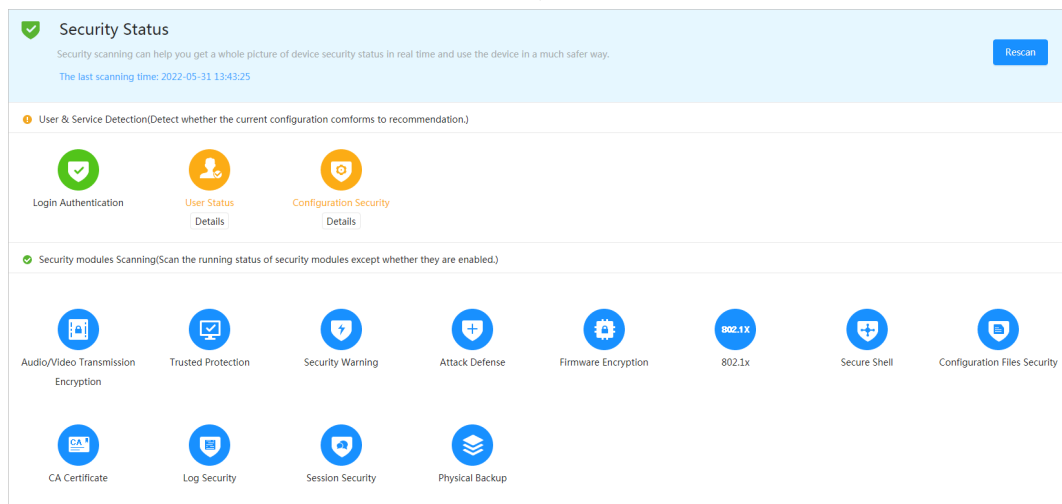 Security Status
Security scanning can help you get a whole picture of device security status in real time and use the device in a much safer way.
Rescan
The last scanning time: 2022-05-31 13:43:25
User & Service Detection(Detect whether the current configuration comforms to recommendation.)
Login Authentication
User Status
Configuration Security
Details
Details
Security modules Scanning(Scan the running status of security modules except whether they are enabled.)
802.1X
Audio/Video Transmission
Encryption
Trusted Protection
Security Warning
Attack Defense
Firmware Encryption
802.1x
Secure Shell
Configuration Files Security
CA
CA Certificate
Log Security
Session Security
Physical Backup